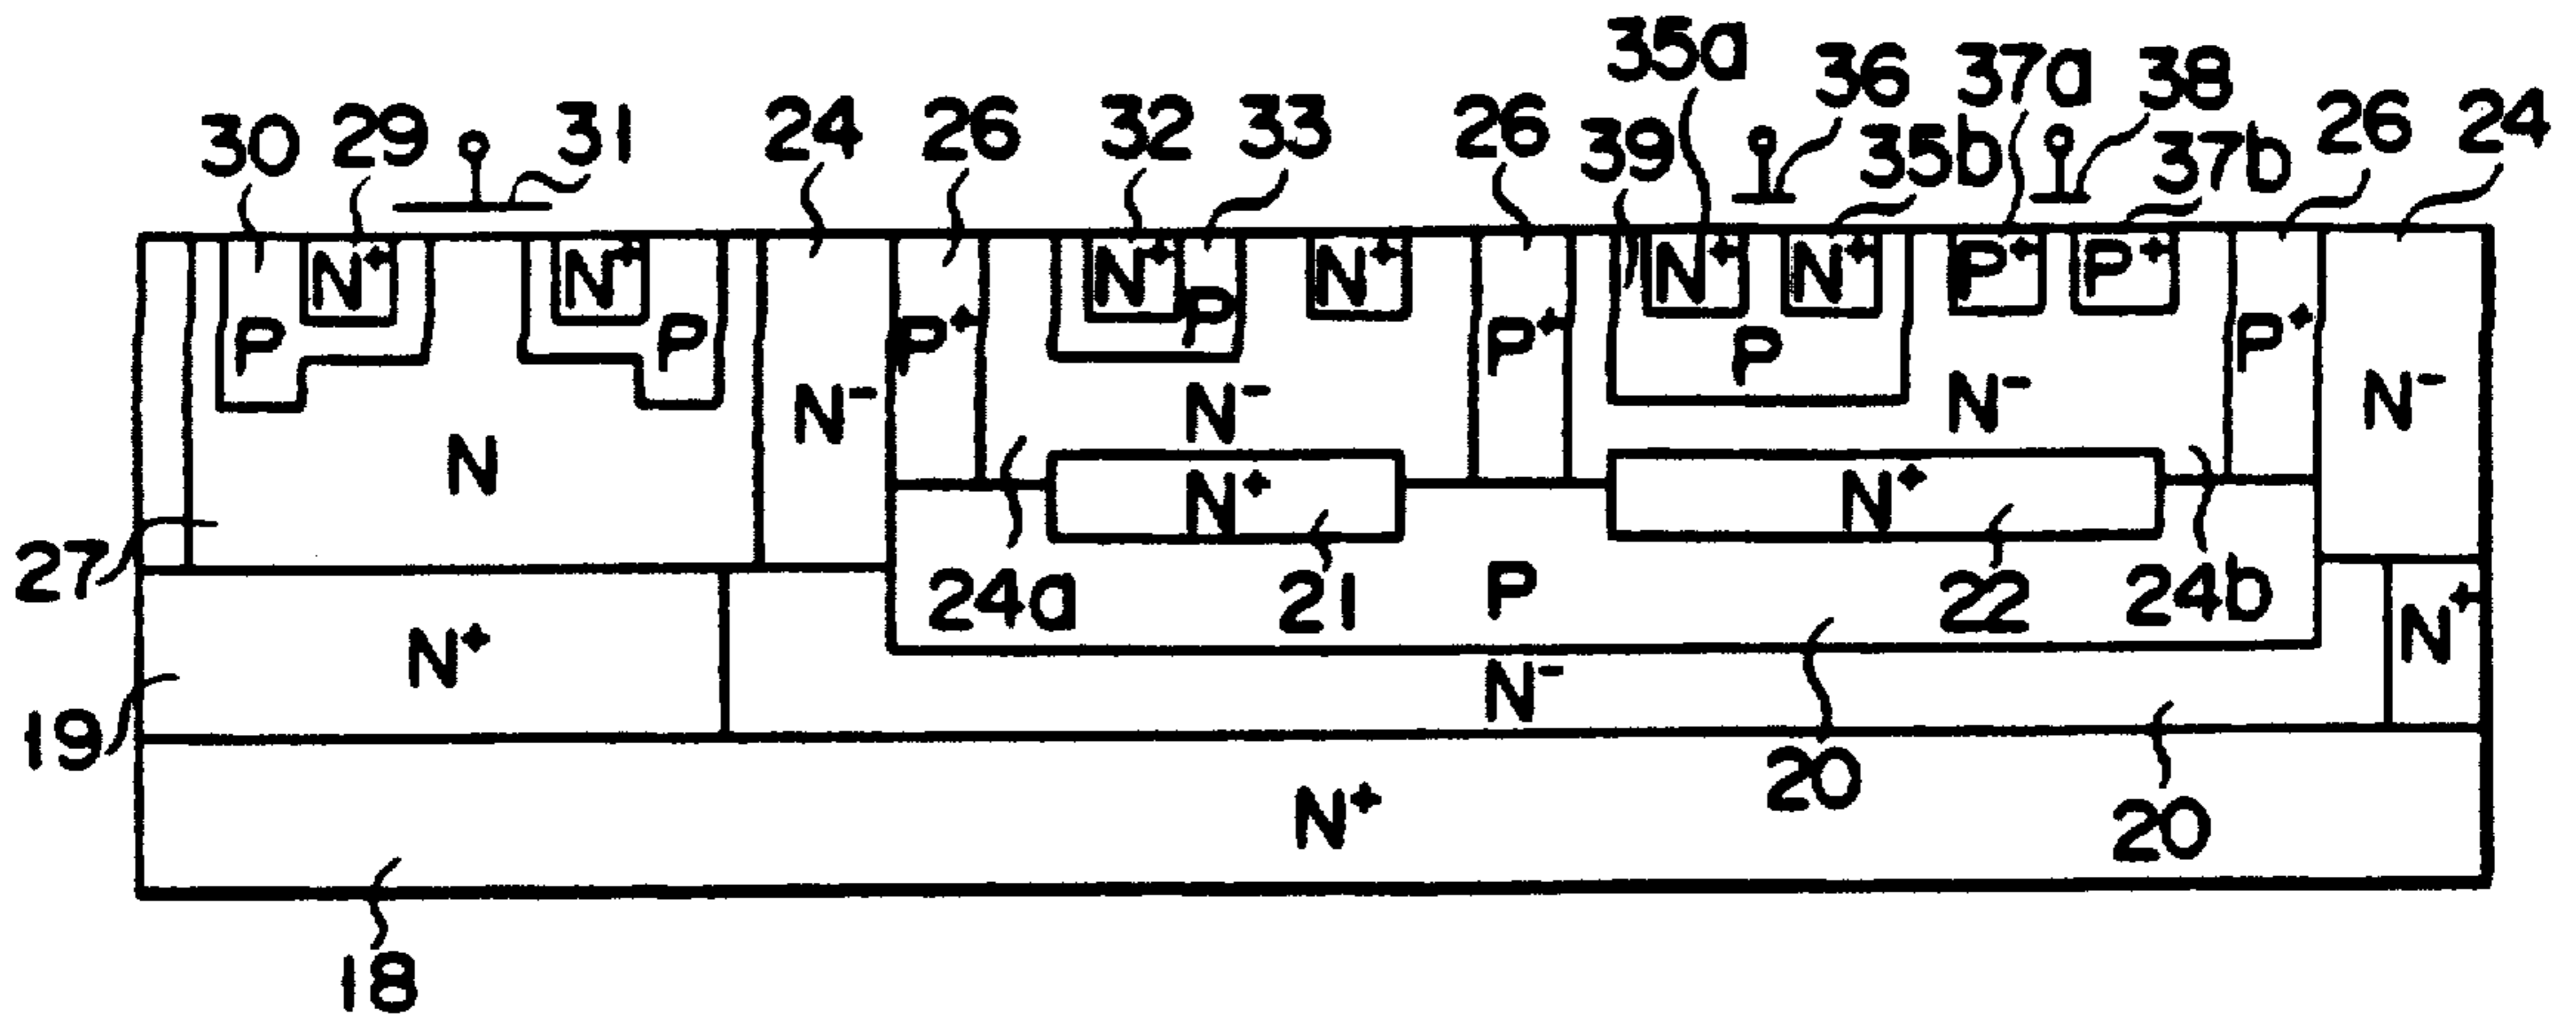 35a 36 37a 38
30 29 31 24 26 32 33 26 39 35b 37b 26 24
N+ N+ N+ N+ N+ N+ P+ P+
P P P+ P P+ P P+
N N- N- N- N-
N+ N+
27 24a 21 P 22 24b N+
19 N+ N-
20 20
N+
18